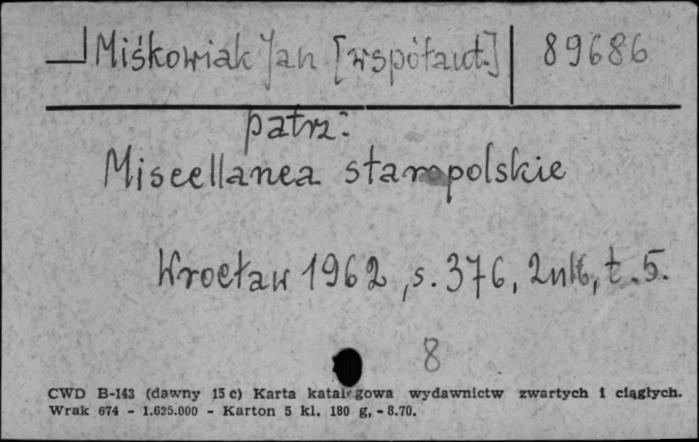 Miśkowiak Jan [współaut.] 89686
patrz:
Miscellanea staropolskie
Wrocław 1962, s. 376, 2nlb, t. 5.
8
CWD B-143 (dawny 15 c) Karta katalogowa wydawnictw zwartych i ciągłych.
Wrak 674 - 1.625.000 - Karton 5 kl. 180 g, - 8.70.